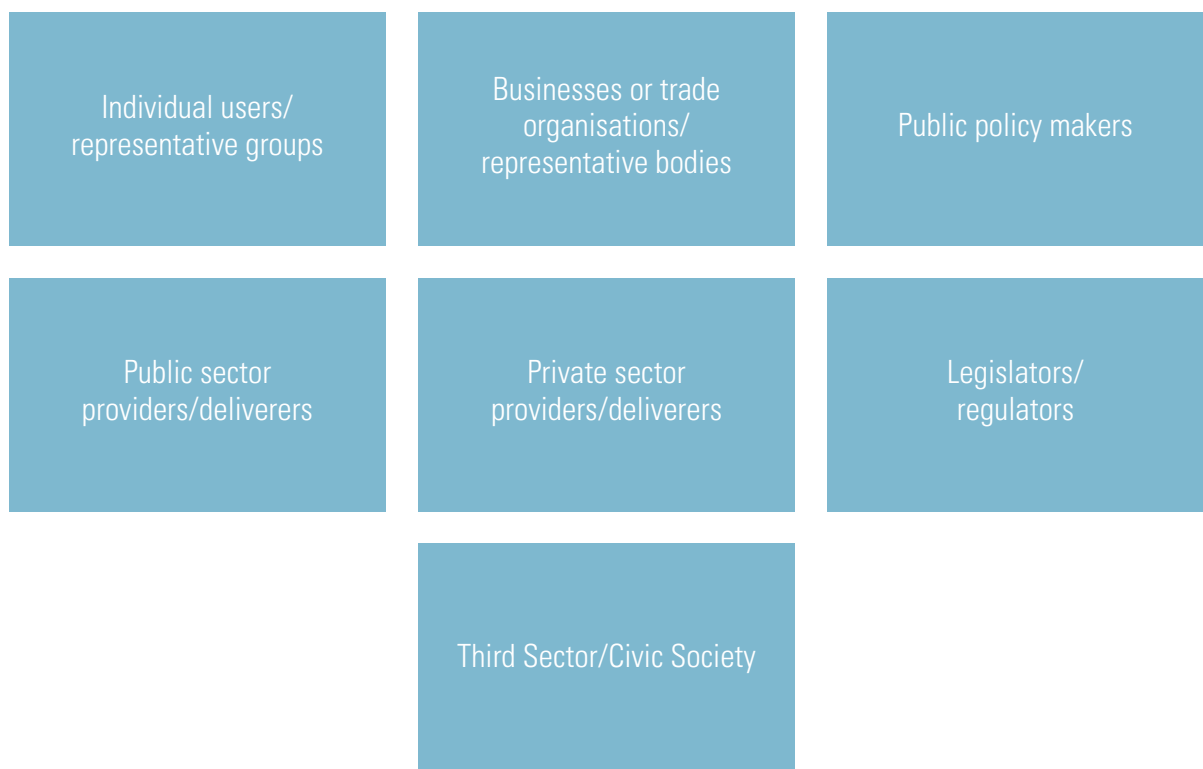 Individual users/
representative groups
Businesses or trade
organisations/
representative bodies
Public policy makers
Public sector
providers/deliverers
Private sector
providers/deliverers
Legislators/
regulators
Third Sector/Civic Society